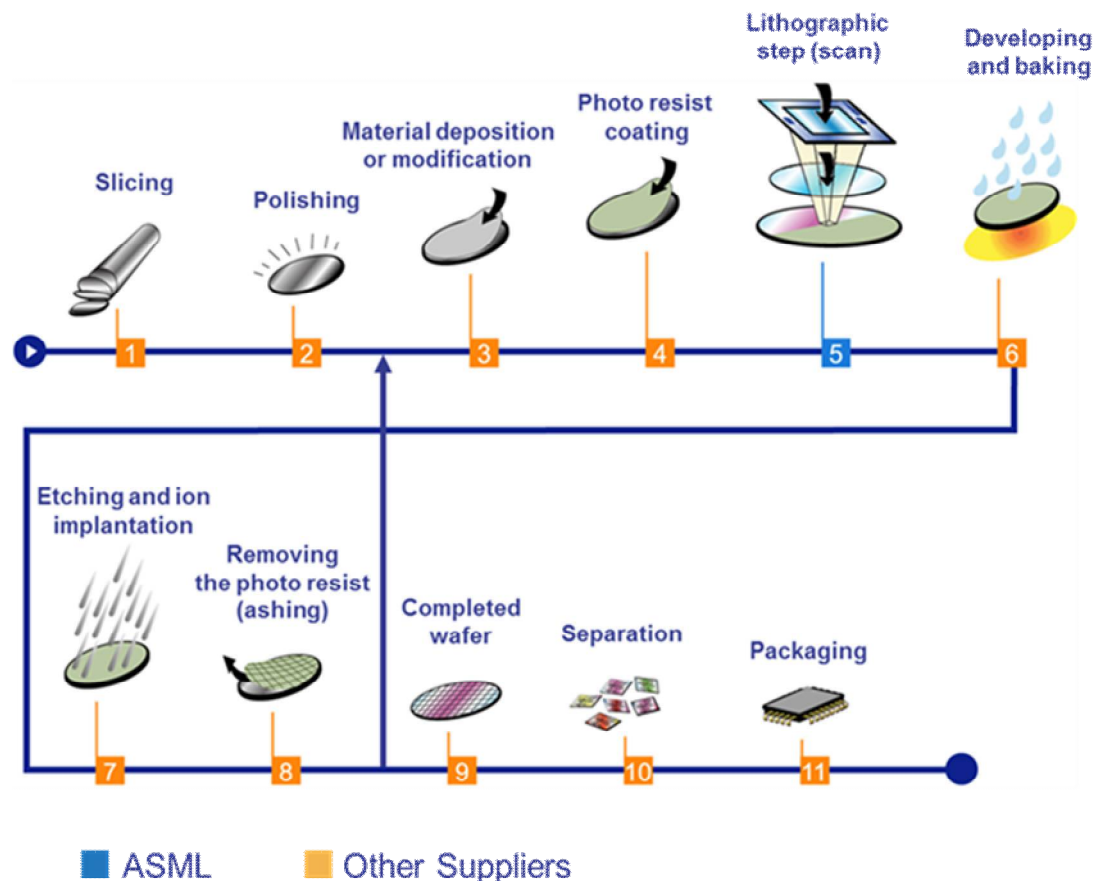 Slicing
1
Polishing
2
Material deposition
or modification
3
Photo resist
coating
4
Lithographic
step (scan)
5
Developing
and baking
6
Etching and ion
implantation
7
Removing
the photo resist
(ashing)
8
Completed
wafer
9
Separation
10
Packaging
11
ASML
Other Suppliers